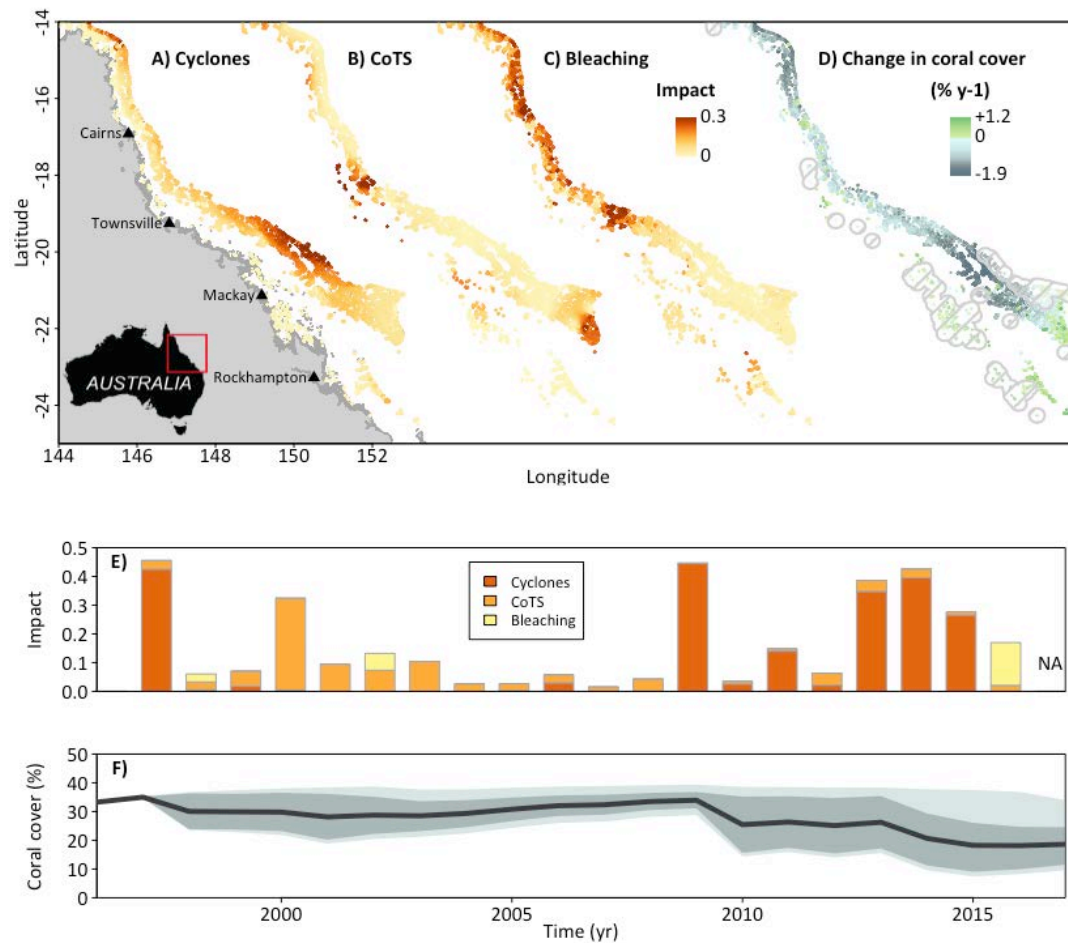 -14
-16
-18
-20
-22
-24
Latitude
A) Cyclones
B) CoTS
C) Bleaching
D) Change in coral cover
(% y-1)
Impact
0.3
0
+1.2
0
-1.9
Cairns
Townsville
Mackay
Rockhampton
AUSTRALIA
144 146 148 150 152
Longitude
E)
0.5
0.4
0.3
0.2
0.1
0.0
Impact
Cyclones
CoTS
Bleaching
NA
F)
50
40
30
20
10
0
Coral cover (%)
2000 2005 2010 2015
Time (yr)